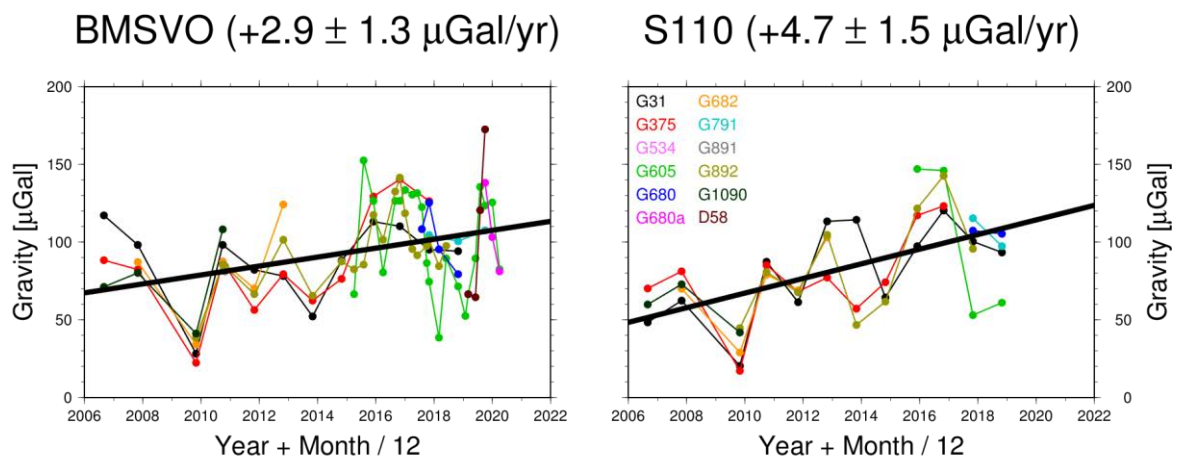 BMSVO (+2.9 ± 1.3 μGal/yr)
S110 (+4.7 ± 1.5 μGal/yr)
Gravity [μGal]
200
150
100
50
0
2006 2008 2010 2012 2014 2016 2018 2020 2022
Year + Month / 12
G31 G682
G375 G791
G534 G891
G605 G892
G680 G1090
G680a D58
200
150
100
50
0
Gravity [μGal]
2006 2008 2010 2012 2014 2016 2018 2020 2022
Year + Month / 12